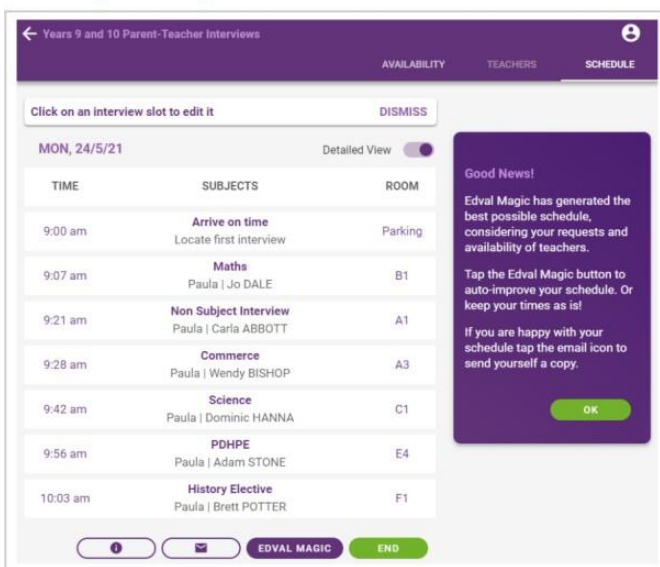 Years 9 and 10 Parent-Teacher Interviews
AVAILABILITY TEACHERS SCHEDULE
Click on an interview slot to edit it DISMISS
MON, 24/5/21 Detailed View
TIME SUBJECTS ROOM
9:00 am Arrive on time Parking
Locate first interview
9:07 am Maths B1
Paula | Jo DALE
9:21 am Non Subject Interview A1
Paula | Carla ABBOTT
9:28 am Commerce A3
Paula | Wendy BISHOP
9:42 am Science C1
Paula | Dominic HANNA
9:56 am PDHPE E4
Paula | Adam STONE
10:03 am History Elective F1
Paula | Brett POTTER
EDVAL MAGIC END
Good News!
Edval Magic has generated the
best possible schedule,
considering your requests and
availability of teachers.
Tap the Edval Magic button to
auto-improve your schedule. Or
keep your times as is!
If you are happy with your
schedule tap the email icon to
send yourself a copy.
OK